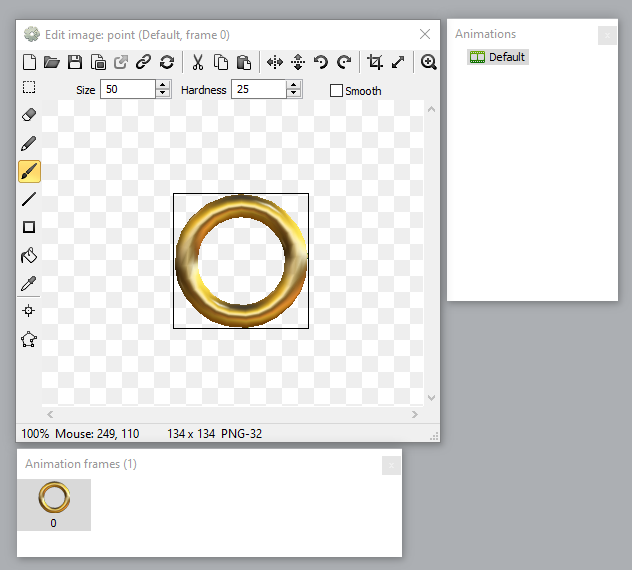 Edit image: point (Default, frame 0)
Animations
Default
Size 50 Hardness 25 Smooth
100% Mouse: 249, 110 134 x 134 PNG-32
Animation frames (1)
0